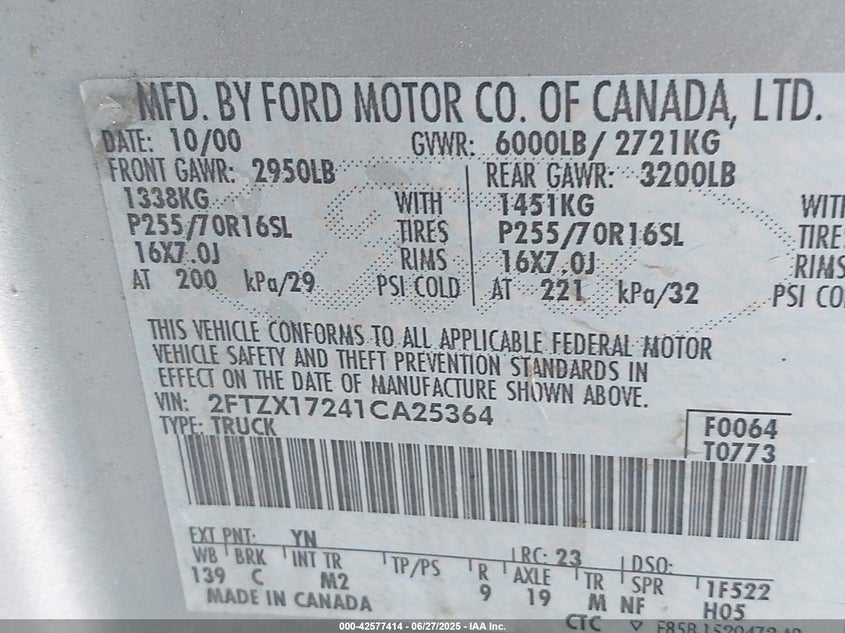 MFD. BY FORD MOTOR CO. OF CANADA, LTD.
DATE: 10/00 GVWR: 6000LB/ 2721KG
FRONT GAWR: 2950LB REAR GAWR: 3200LB
1338KG WITH 1451KG WITH
P255/70R16SL TIRES P255/70R16SL TIRE
16X7.0J RIMS 16X7.0J RIMS
AT 200 kPa/29 PSI COLD AT 221 kPa/32 PSI CO
THIS VEHICLE CONFORMS TO ALL APPLICABLE FEDERAL MOTOR
VEHICLE SAFETY AND THEFT PREVENTION STANDARDS IN
EFFECT ON THE DATE OF MANUFACTURE SHOWN ABOVE.
VIN: 2FTZX17241CA25364 F0064
TYPE: TRUCK T0773
EXT PNT: YN RC: 23 DSO:
WB BRK INT TR TP/PS R AXLE TR SPR 1F522
139 C M2 9 19 M NF H05
MADE IN CANADA CTC
000-42577414 - 06/27/2025 - IAA Inc.